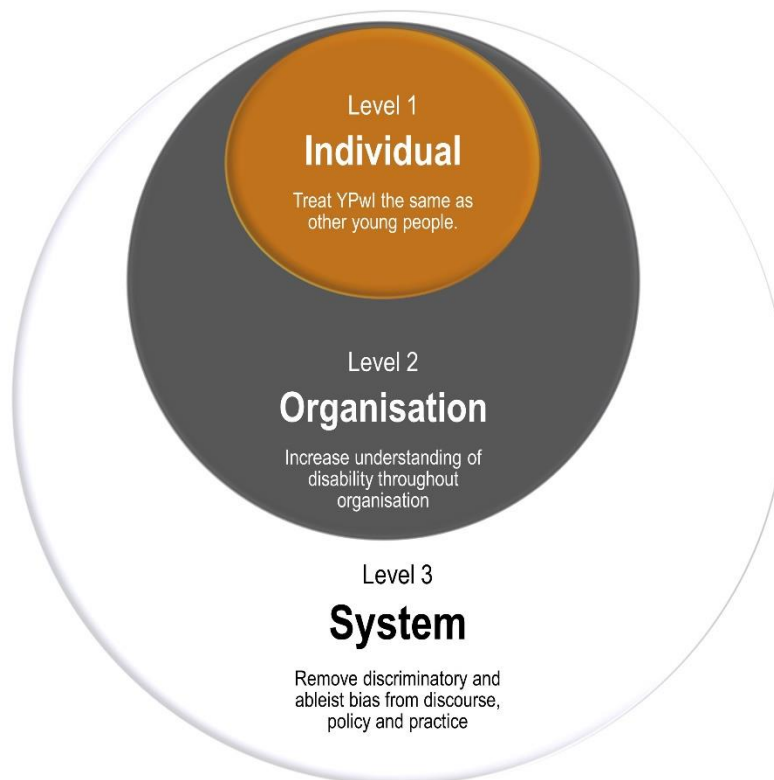 Level 1
Individual
Treat YPwI the same as
other young people.
Level 2
Organisation
Increase understanding of
disability throughout
organisation
Level 3
System
Remove discriminatory and
ableist bias from discourse,
policy and practice